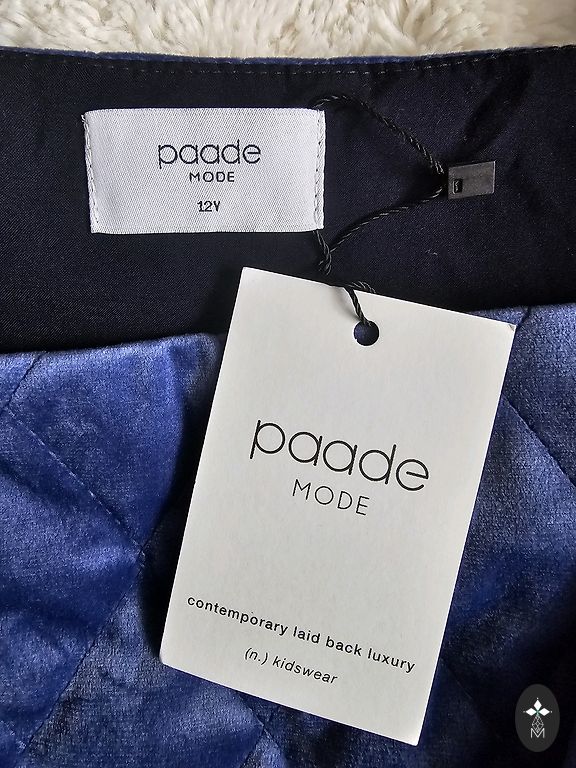 paade
MODE
12Y
paade
MODE
contemporary laid back luxury
(n.) kidswear
M